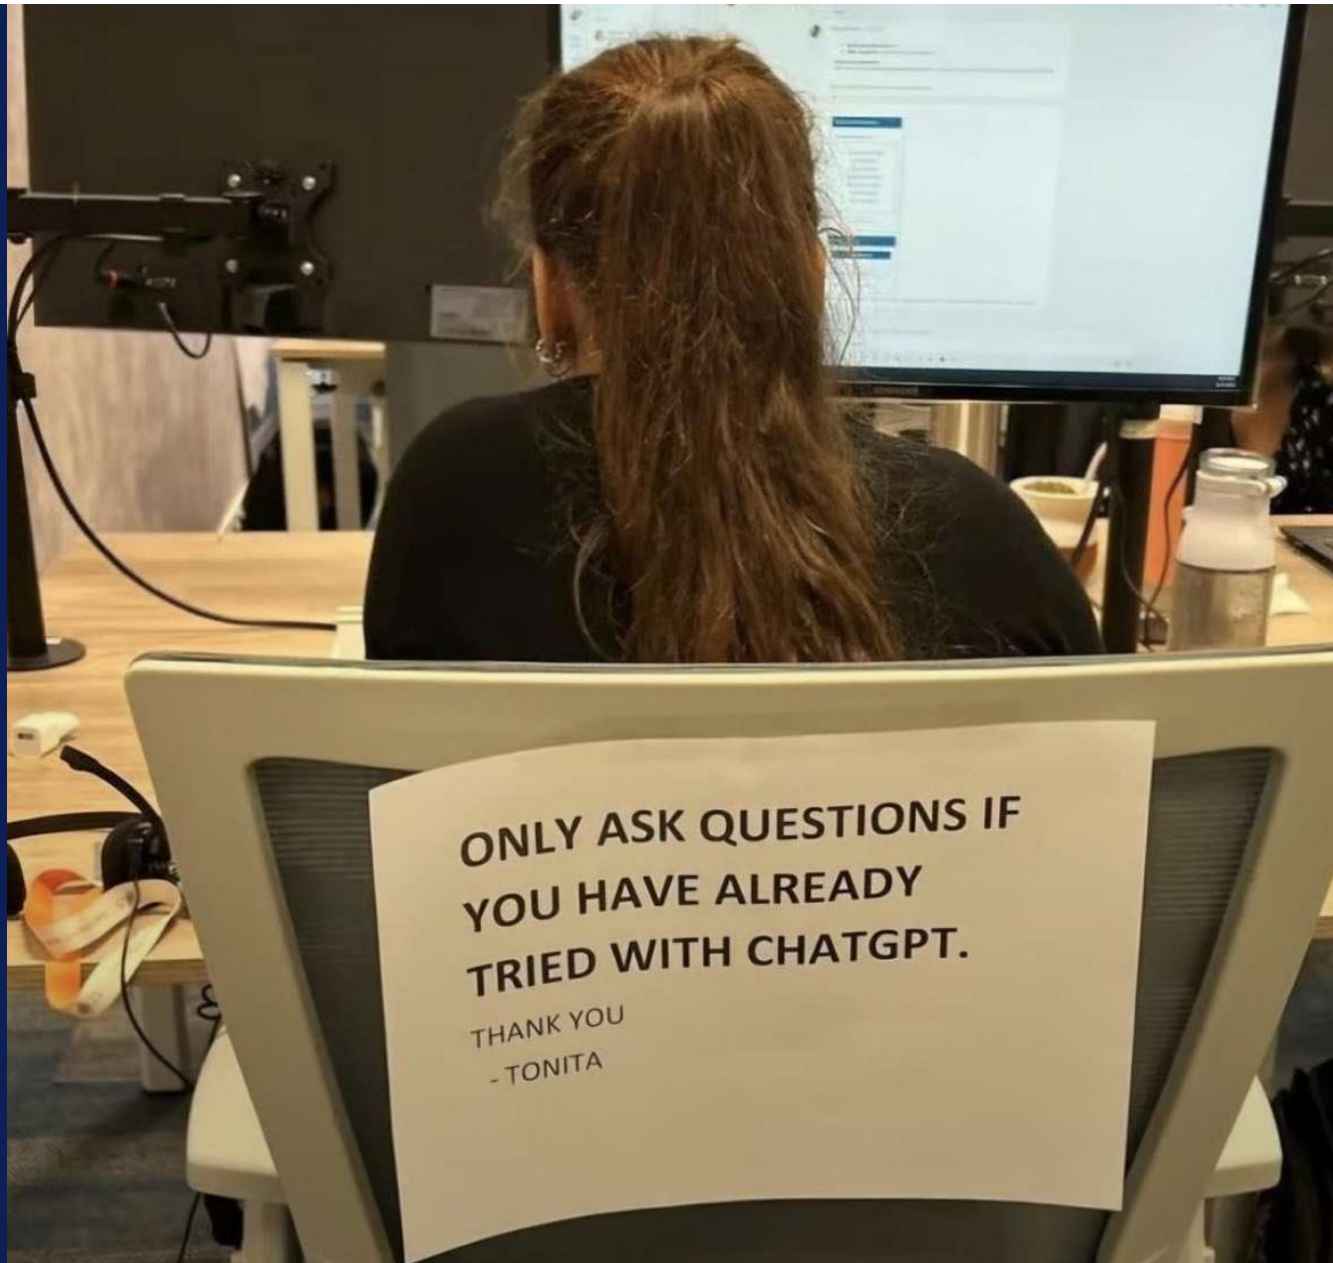 ONLY ASK QUESTIONS IF
YOU HAVE ALREADY
TRIED WITH CHATGPT.
THANK YOU
- TONITA